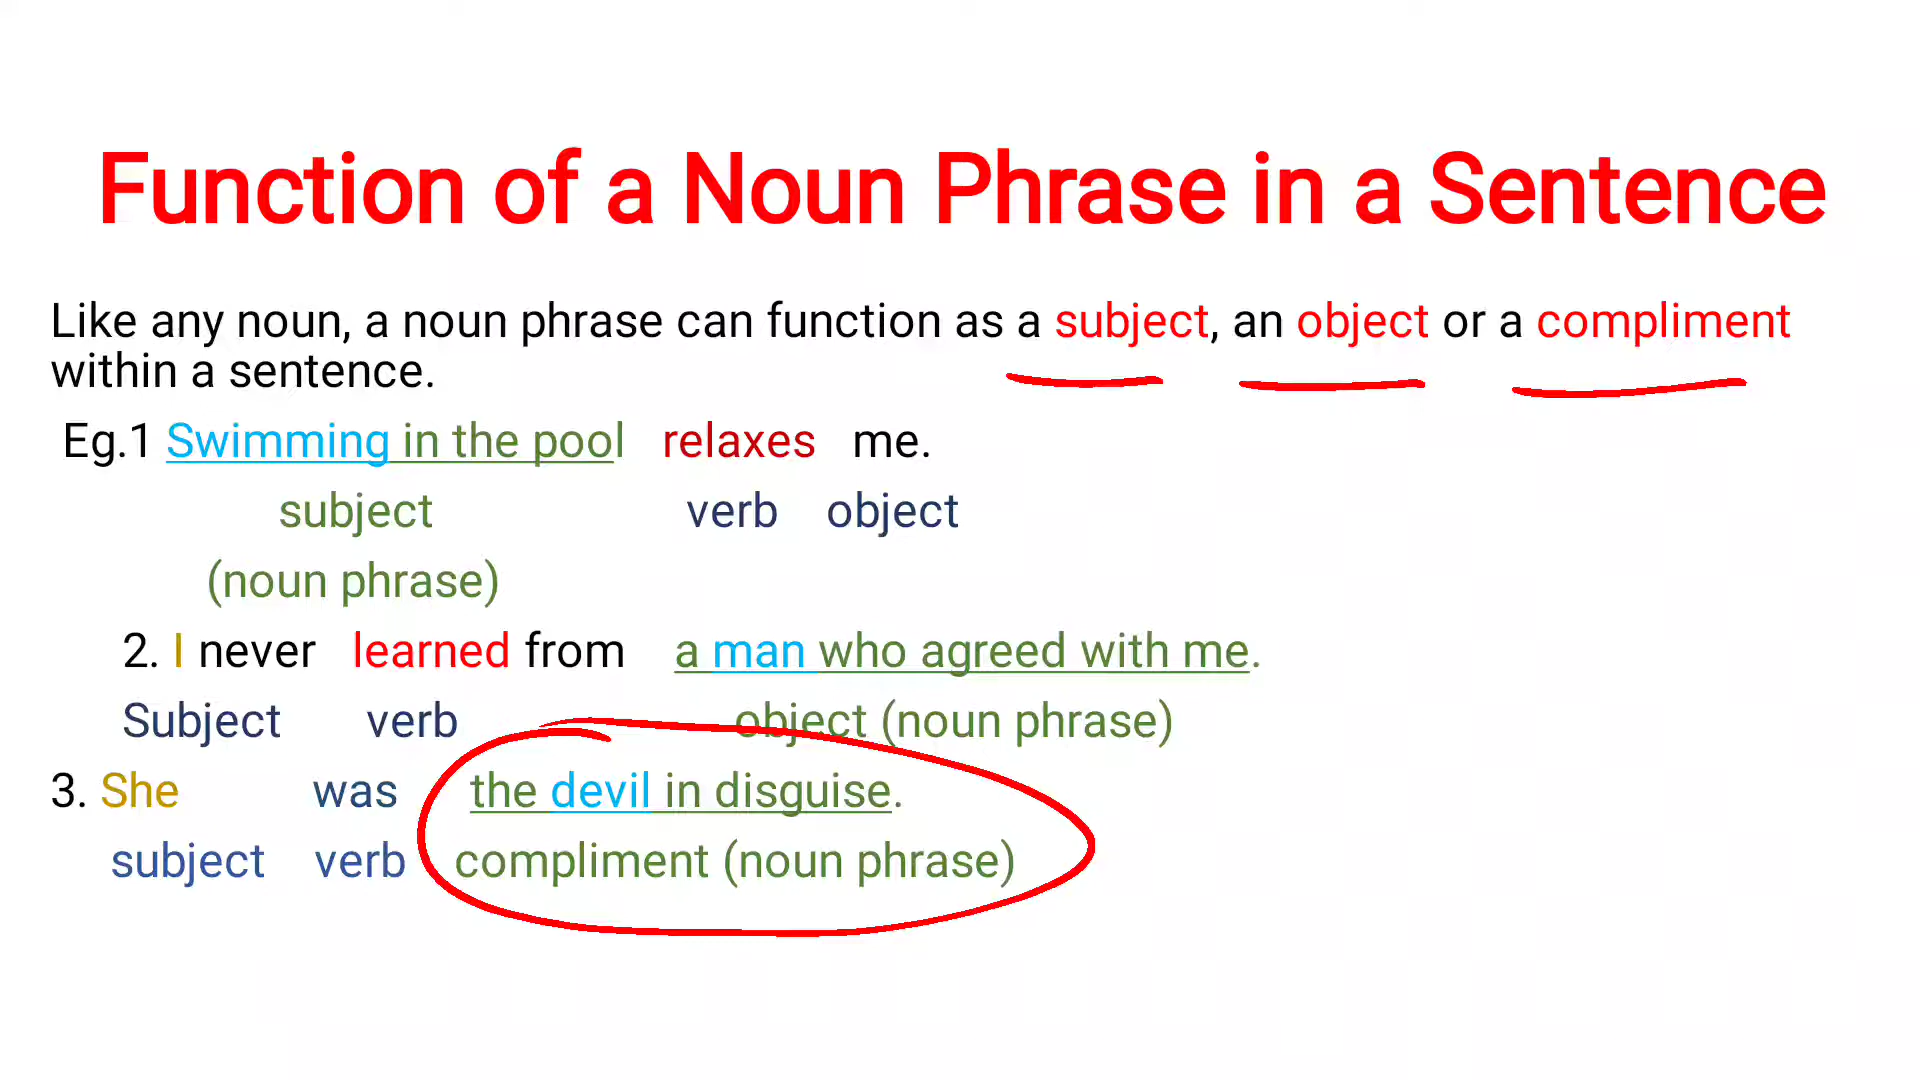 Function of a Noun Phrase in a Sentence
Like any noun, a noun phrase can function as a subject, an object or a compliment
within a sentence.
Eg.1 Swimming in the pool relaxes me.
subject verb object
(noun phrase)
2. I never learned from a man who agreed with me.
Subject verb object (noun phrase)
3. She was the devil in disguise.
subject verb compliment (noun phrase)